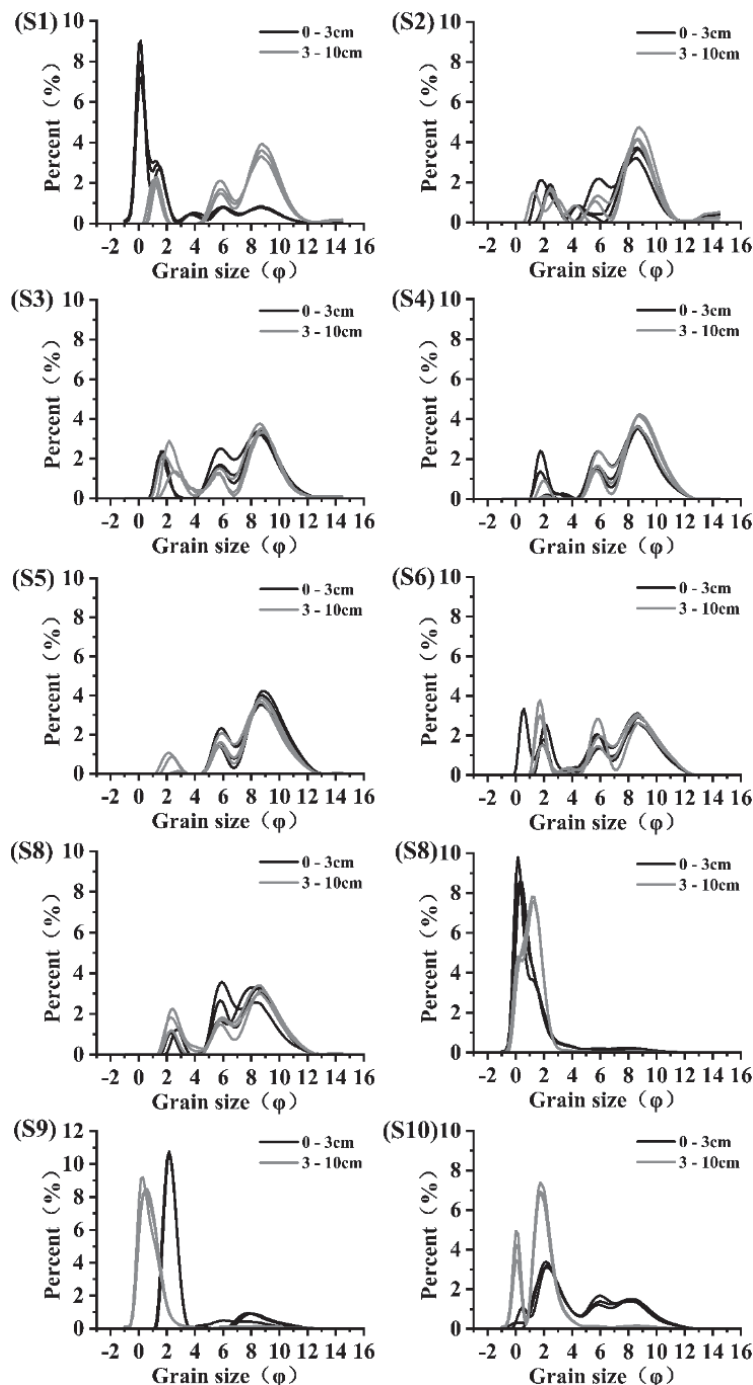 (S1)
10
8
6
4
2
0
Percent（%）
0 - 3cm
3 - 10cm
-2 0 2 4 6 8 10 12 14 16
Grain size（φ）
(S2)
10
8
6
4
2
0
Percent（%）
0 - 3cm
3 - 10cm
-2 0 2 4 6 8 10 12 14 16
Grain size（φ）
(S3)
10
8
6
4
2
0
Percent（%）
0 - 3cm
3 - 10cm
-2 0 2 4 6 8 10 12 14 16
Grain size（φ）
(S4)
10
8
6
4
2
0
Percent（%）
0 - 3cm
3 - 10cm
-2 0 2 4 6 8 10 12 14 16
Grain size（φ）
(S5)
10
8
6
4
2
0
Percent（%）
0 - 3cm
3 - 10cm
-2 0 2 4 6 8 10 12 14 16
Grain size（φ）
(S6)
10
8
6
4
2
0
Percent（%）
0 - 3cm
3 - 10cm
-2 0 2 4 6 8 10 12 14 16
Grain size（φ）
(S8)
10
8
6
4
2
0
Percent（%）
0 - 3cm
3 - 10cm
-2 0 2 4 6 8 10 12 14 16
Grain size（φ）
(S8)
10
8
6
4
2
0
Percent（%）
0 - 3cm
3 - 10cm
-2 0 2 4 6 8 10 12 14 16
Grain size（φ）
(S9)
12
10
8
6
4
2
0
Percent（%）
0 - 3cm
3 - 10cm
-2 0 2 4 6 8 10 12 14 16
Grain size（φ）
(S10)
10
8
6
4
2
0
Percent（%）
0 - 3cm
3 - 10cm
-2 0 2 4 6 8 10 12 14 16
Grain size（φ）